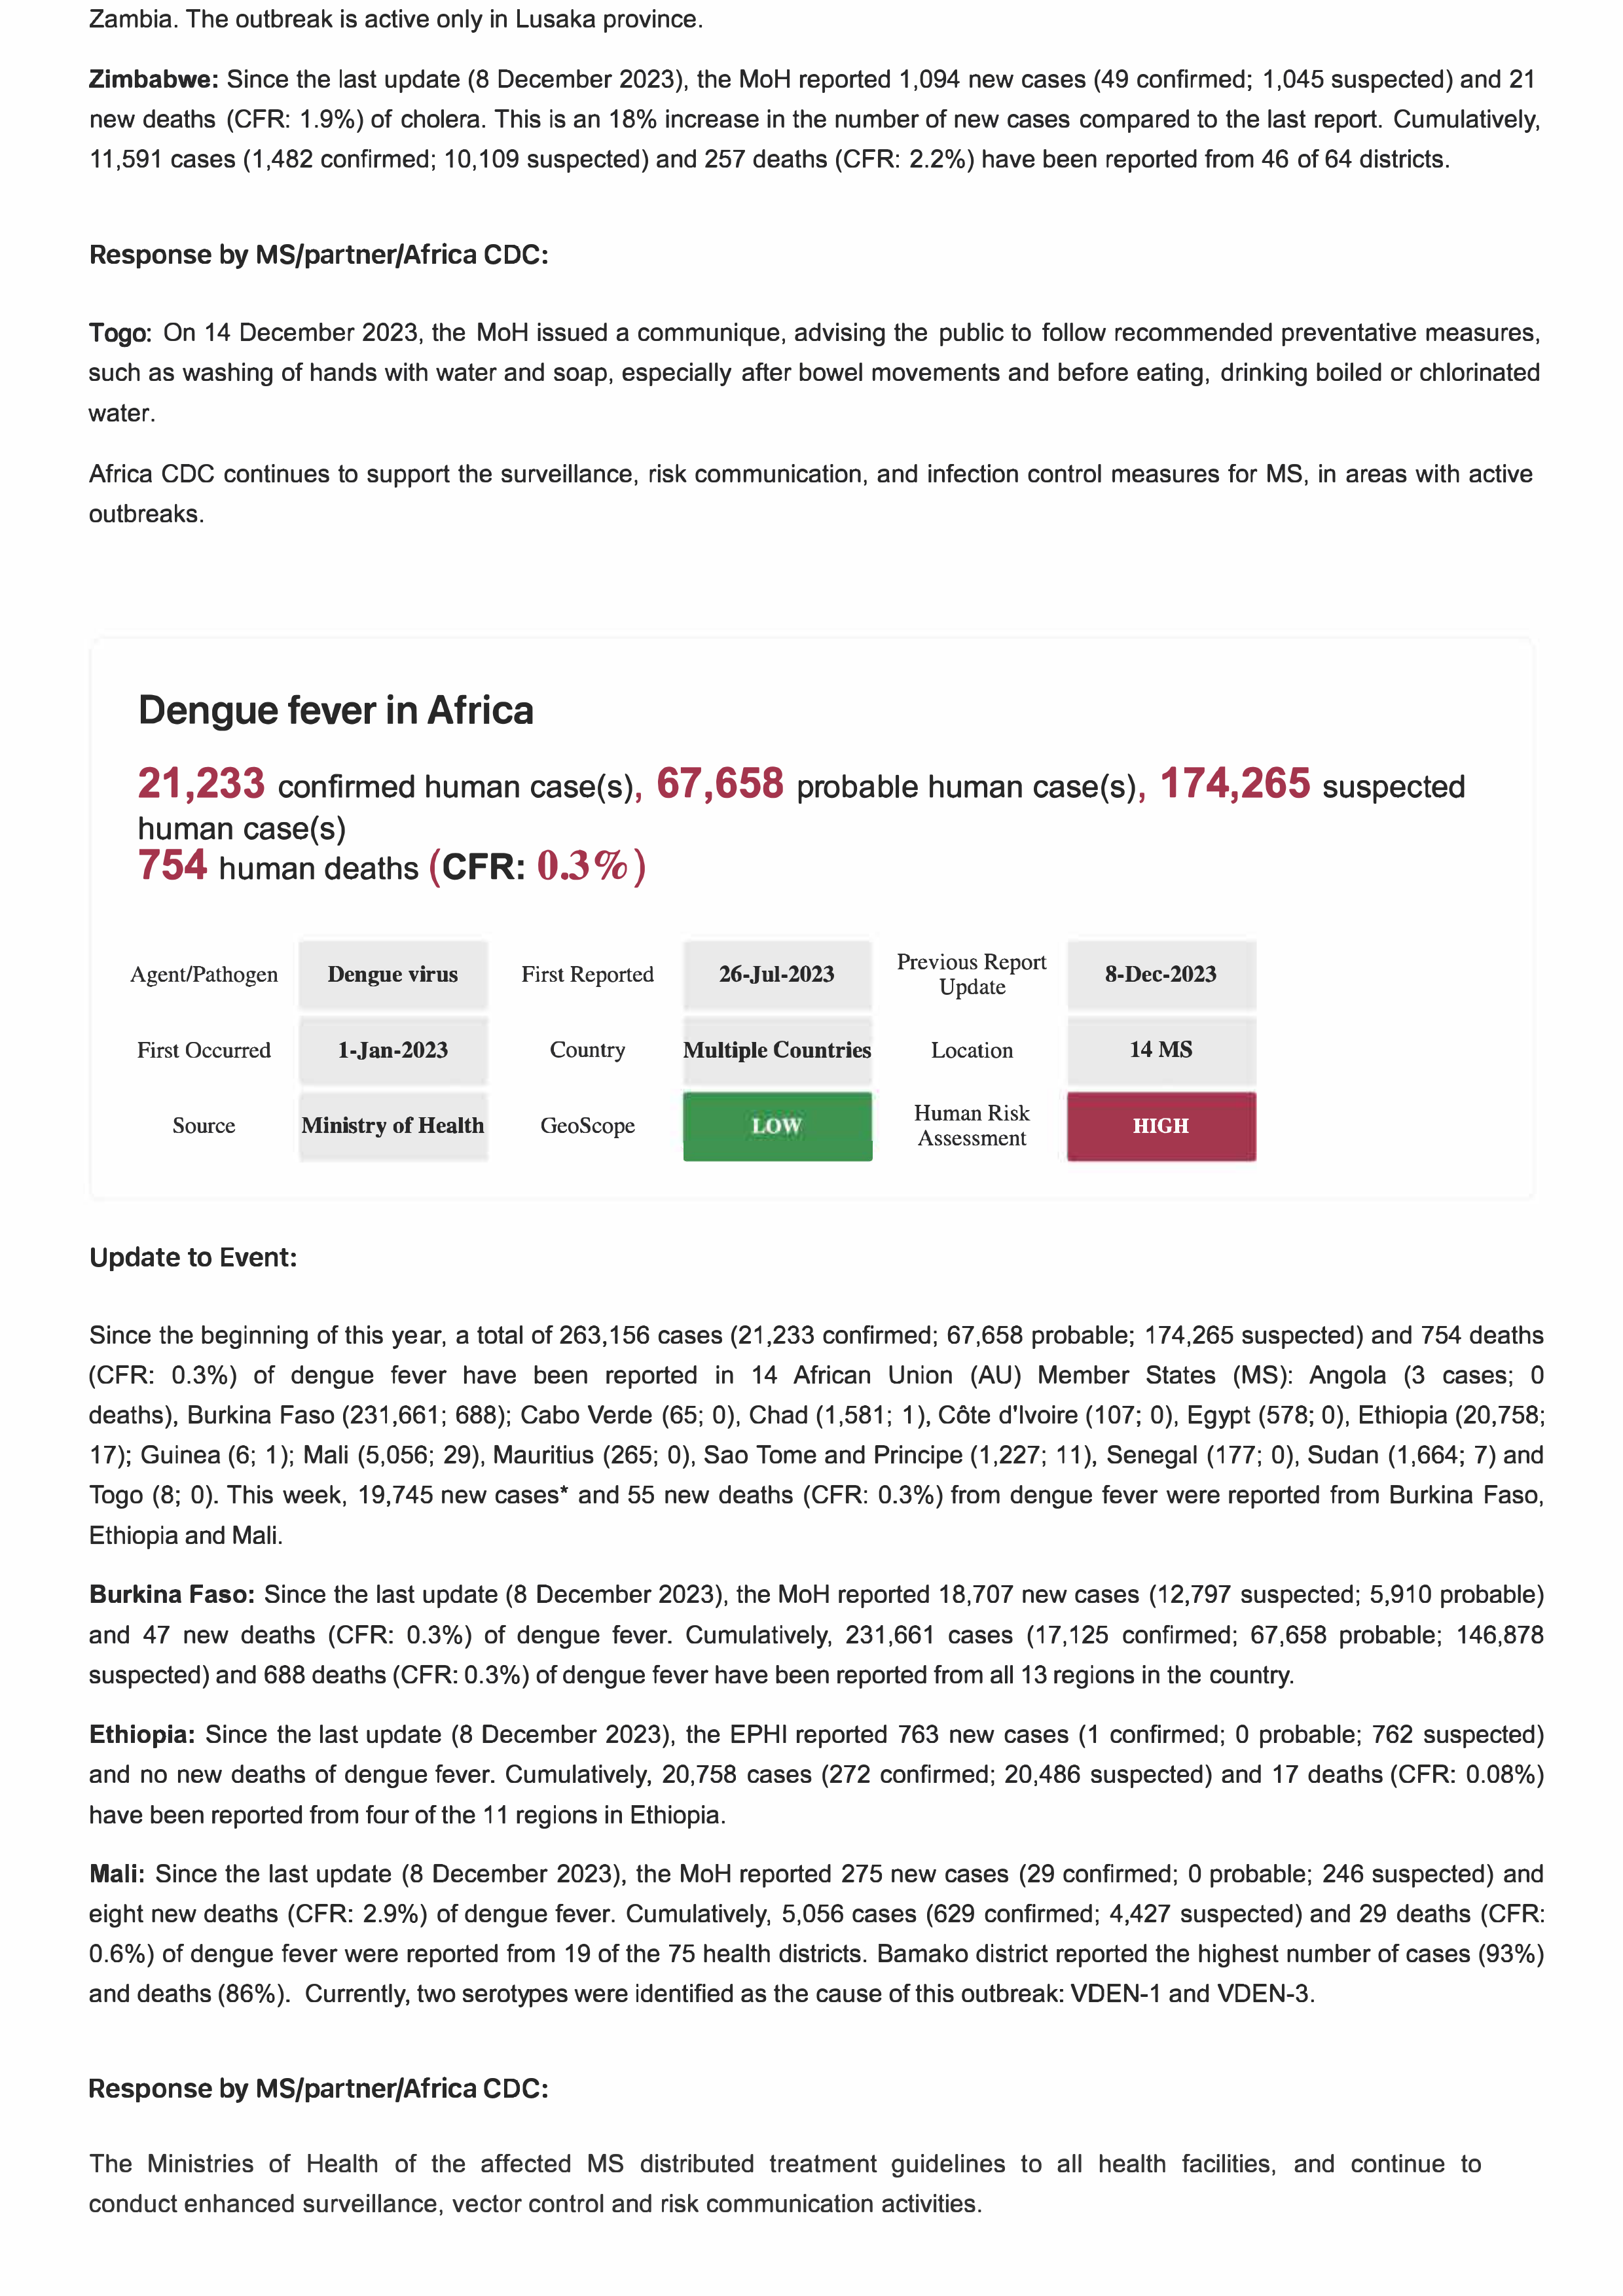 Zambia. The outbreak is active only in Lusaka province.
Zimbabwe: Since the last update (8 December 2023), the MoH reported 1,094 new cases (49 confirmed; 1,045 suspected) and 21
new deaths (CFR: 1.9%) of cholera. This is an 18% increase in the number of new cases compared to the last report. Cumulatively,
11,591 cases (1,482 confirmed; 10,109 suspected) and 257 deaths (CFR: 2.2%) have been reported from 46 of 64 districts.
Response by MS/partner/Africa CDC:
Togo: On 14 December 2023, the MoH issued a communique, advising the public to follow recommended preventative measures,
such as washing of hands with water and soap, especially after bowel movements and before eating, drinking boiled or chlorinated
water.
Africa CDC continues to support the surveillance, risk communication, and infection control measures for MS, in areas with active
outbreaks.
Dengue fever in Africa
21,233 confirmed human case(s), 67,658 probable human case(s), 174,265 suspected
human case(s)
754 human deaths (CFR: 0.3%)
Agent/Pathogen Dengue virus First Reported 26-Jul-2023 Previous Report Update 8-Dec-2023
First Occurred 1-Jan-2023 Country Multiple Countries Location 14 MS
Source Ministry of Health GeoScope LOW Human Risk Assessment HIGH
Update to Event:
Since the beginning of this year, a total of 263,156 cases (21,233 confirmed; 67,658 probable; 174,265 suspected) and 754 deaths
(CFR: 0.3%) of dengue fever have been reported in 14 African Union (AU) Member States (MS): Angola (3 cases; 0
deaths), Burkina Faso (231,661; 688); Cabo Verde (65; 0), Chad (1,581; 1), Côte d'Ivoire (107; 0), Egypt (578; 0), Ethiopia (20,758;
17); Guinea (6; 1); Mali (5,056; 29), Mauritius (265; 0), Sao Tome and Principe (1,227; 11), Senegal (177; 0), Sudan (1,664; 7) and
Togo (8; 0). This week, 19,745 new cases* and 55 new deaths (CFR: 0.3%) from dengue fever were reported from Burkina Faso,
Ethiopia and Mali.
Burkina Faso: Since the last update (8 December 2023), the MoH reported 18,707 new cases (12,797 suspected; 5,910 probable)
and 47 new deaths (CFR: 0.3%) of dengue fever. Cumulatively, 231,661 cases (17,125 confirmed; 67,658 probable; 146,878
suspected) and 688 deaths (CFR: 0.3%) of dengue fever have been reported from all 13 regions in the country.
Ethiopia: Since the last update (8 December 2023), the EPHI reported 763 new cases (1 confirmed; 0 probable; 762 suspected)
and no new deaths of dengue fever. Cumulatively, 20,758 cases (272 confirmed; 20,486 suspected) and 17 deaths (CFR: 0.08%)
have been reported from four of the 11 regions in Ethiopia.
Mali: Since the last update (8 December 2023), the MoH reported 275 new cases (29 confirmed; 0 probable; 246 suspected) and
eight new deaths (CFR: 2.9%) of dengue fever. Cumulatively, 5,056 cases (629 confirmed; 4,427 suspected) and 29 deaths (CFR:
0.6%) of dengue fever were reported from 19 of the 75 health districts. Bamako district reported the highest number of cases (93%)
and deaths (86%). Currently, two serotypes were identified as the cause of this outbreak: VDEN-1 and VDEN-3.
Response by MS/partner/Africa CDC:
The Ministries of Health of the affected MS distributed treatment guidelines to all health facilities, and continue to
conduct enhanced surveillance, vector control and risk communication activities.